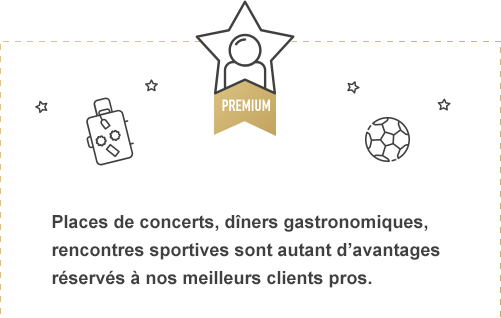 PREMIUM
Places de concerts, dîners gastronomiques,
rencontres sportives sont autant d’avantages
réservés à nos meilleurs clients pros.